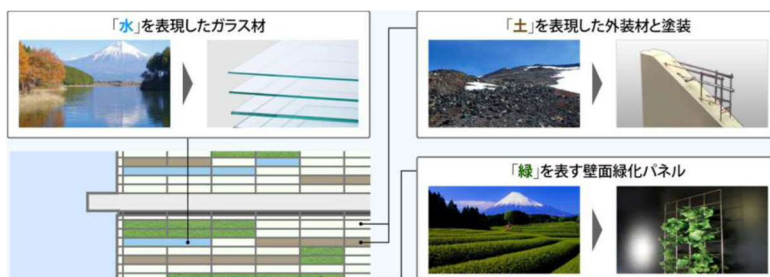 「水」を表現したガラス材
「土」を表現した外装材と塗装
「緑」を表す壁面緑化パネル